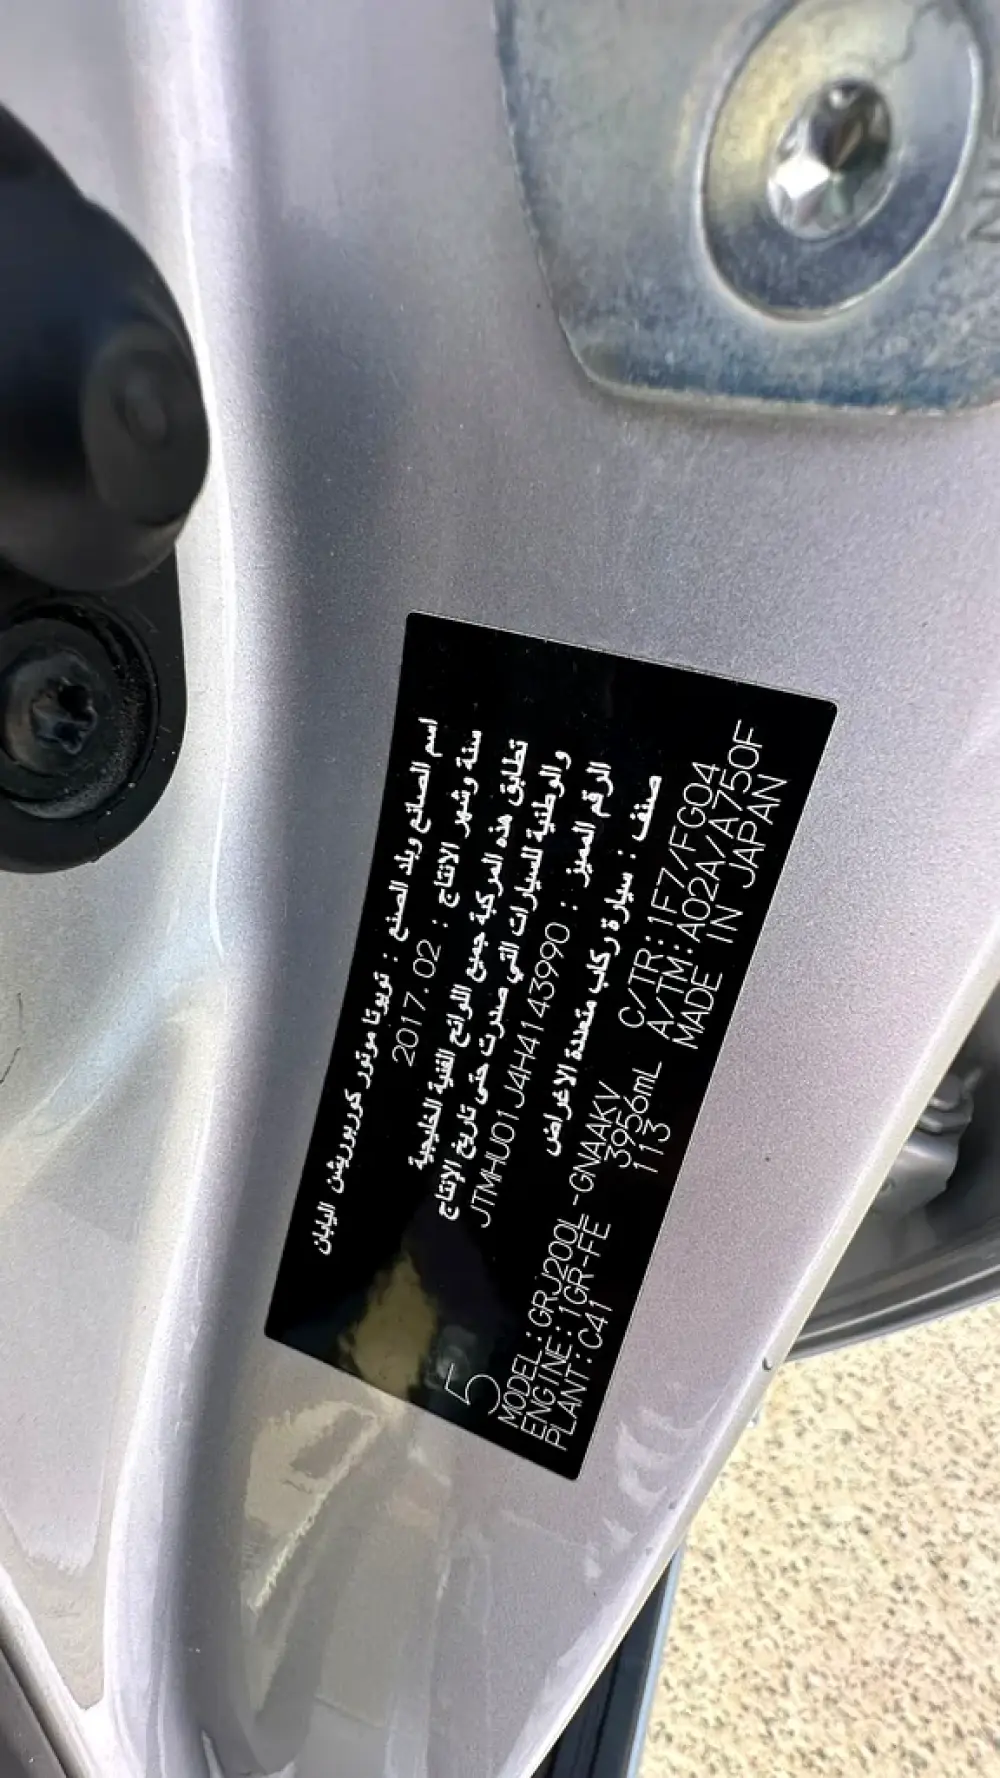 اسم الصانع وبلد الصنع : تويوتا موتور كوربوريشن اليابان
سنة وشهر الانتاج : 2017.02
تطابق هذه المركبة جميع اللوائح الفنية الخليجية
والوطنية للسيارات التي صدرت حتى تاريخ الإنتاج
الرقم المميز : JTMHU01J4H4143990
صنف : سيارة ركاب متعددة الاغراض
5
MODEL:GRJ200L-GNAAKV
ENGINE:1GR-FE 3956mL C/TR:1F7/FG04
PLANT:C41 113 A/TM:A02A/A750F
MADE IN JAPAN